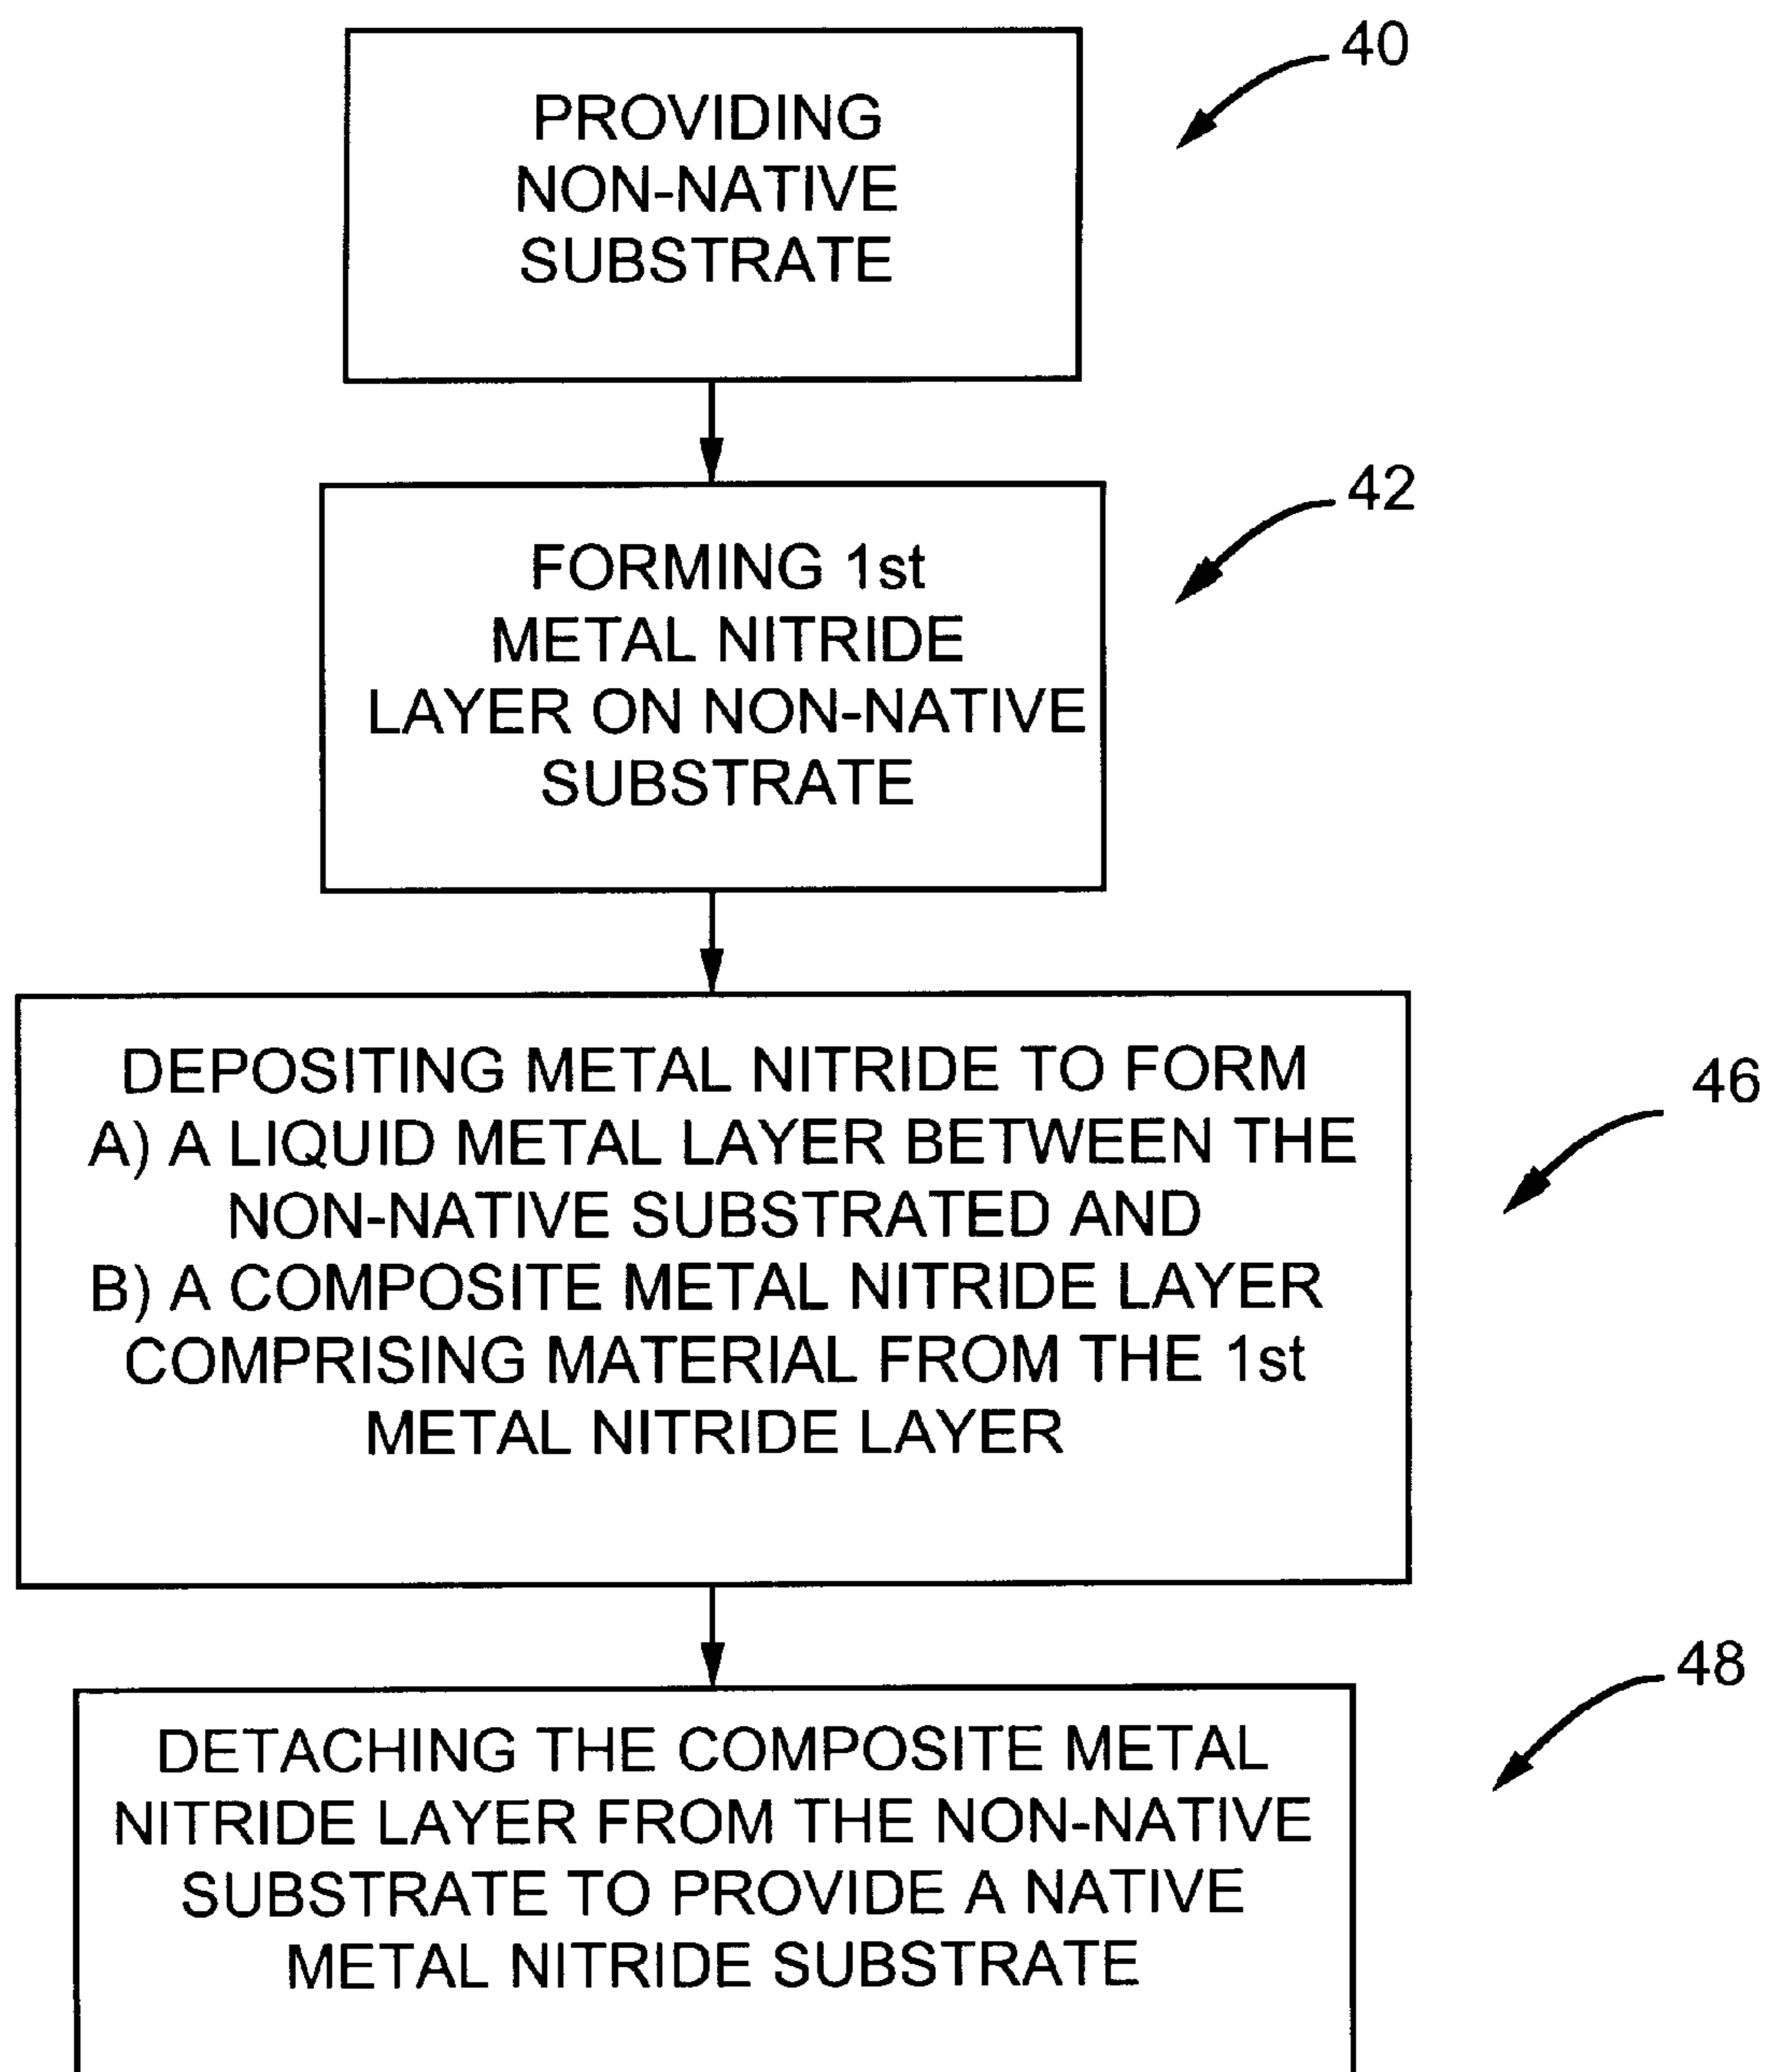 PROVIDING
NON-NATIVE
SUBSTRATE
40
FORMING 1st
METAL NITRIDE
LAYER ON NON-NATIVE
SUBSTRATE
42
DEPOSITING METAL NITRIDE TO FORM
A) A LIQUID METAL LAYER BETWEEN THE
NON-NATIVE SUBSTRATED AND
B) A COMPOSITE METAL NITRIDE LAYER
COMPRISING MATERIAL FROM THE 1st
METAL NITRIDE LAYER
46
DETACHING THE COMPOSITE METAL
NITRIDE LAYER FROM THE NON-NATIVE
SUBSTRATE TO PROVIDE A NATIVE
METAL NITRIDE SUBSTRATE
48